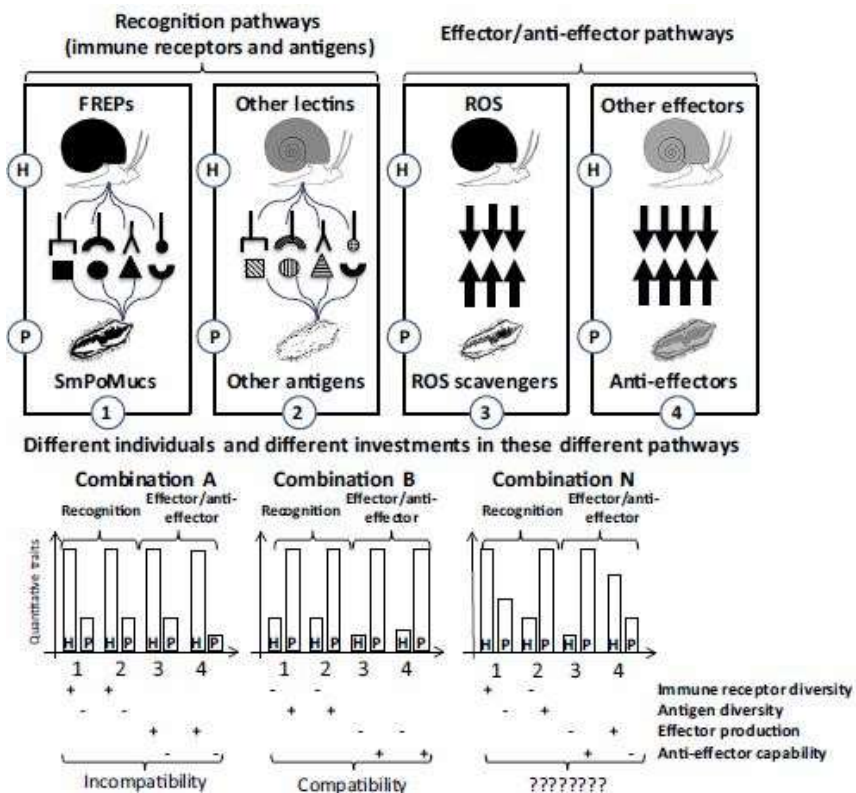 Recognition pathways
(immune receptors and antigens)
Effector/anti-effector pathways
FREPs
Other lectins
ROS
Other effectors
H
H
H
H
P
P
P
P
SmPoMucs
Other antigens
ROS scavengers
Anti-effectors
1
2
3
4
Different individuals and different investments in these different pathways
Combination A
Combination B
Combination N
Recognition
Effector/anti-
effector
Recognition
Effector/anti-
effector
Recognition
Effector/anti-
effector
Quantitative traits
H P H P H P H P
H P H P H P H P
H P H P H P H P
1 2 3 4
1 2 3 4
1 2 3 4
+ + - - + - Immune receptor diversity
- - + + - + Antigen diversity
+ + - - - + Effector production
- - + + + - Anti-effector capability
Incompatibility
Compatibility
????????